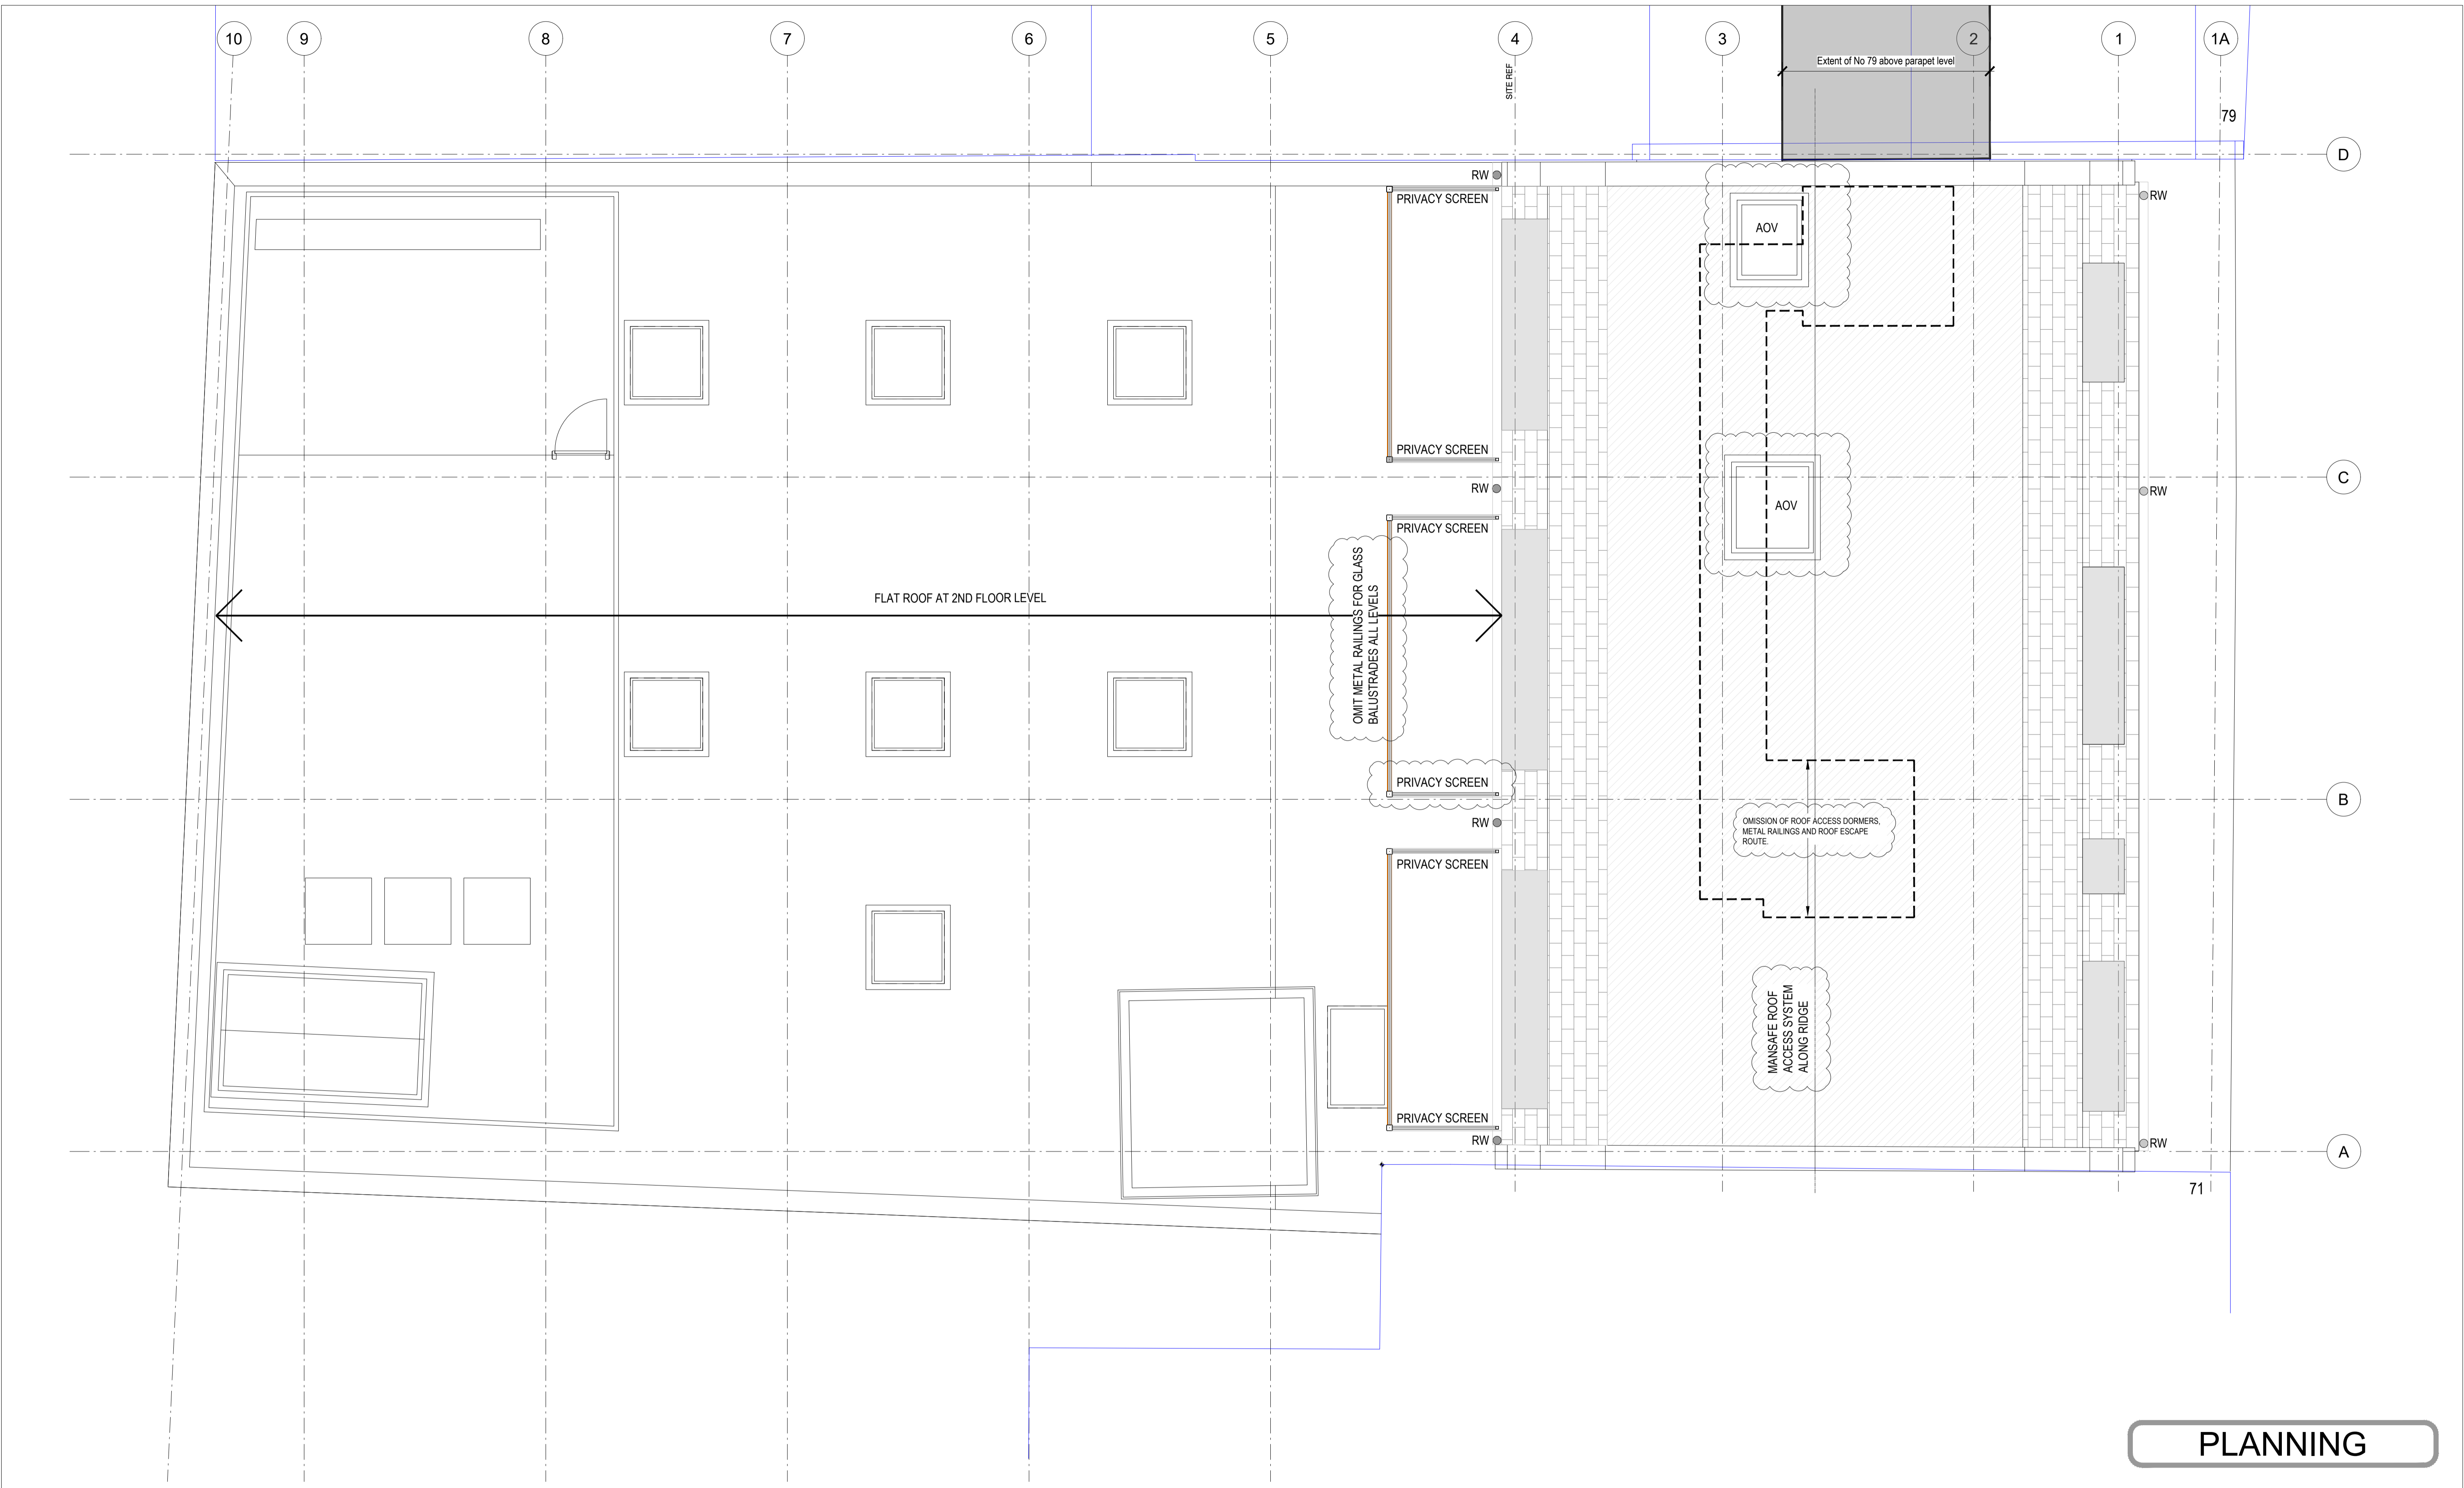 10
9
8
7
6
5
4
3
2
1
1A
SITE REF
Extent of No 79 above parapet level
79
D
RW
PRIVACY SCREEN
RW
AOV
PRIVACY SCREEN
C
RW
RW
AOV
PRIVACY SCREEN
OMIT METAL RAILINGS FOR GLASS
BALUSTRADES ALL LEVELS
FLAT ROOF AT 2ND FLOOR LEVEL
PRIVACY SCREEN
B
RW
OMISSION OF ROOF ACCESS DORMERS,
METAL RAILINGS AND ROOF ESCAPE
ROUTE.
PRIVACY SCREEN
MANSAFE ROOF
ACCESS SYSTEM
ALONG RIDGE
PRIVACY SCREEN
RW
RW
A
71
PLANNING